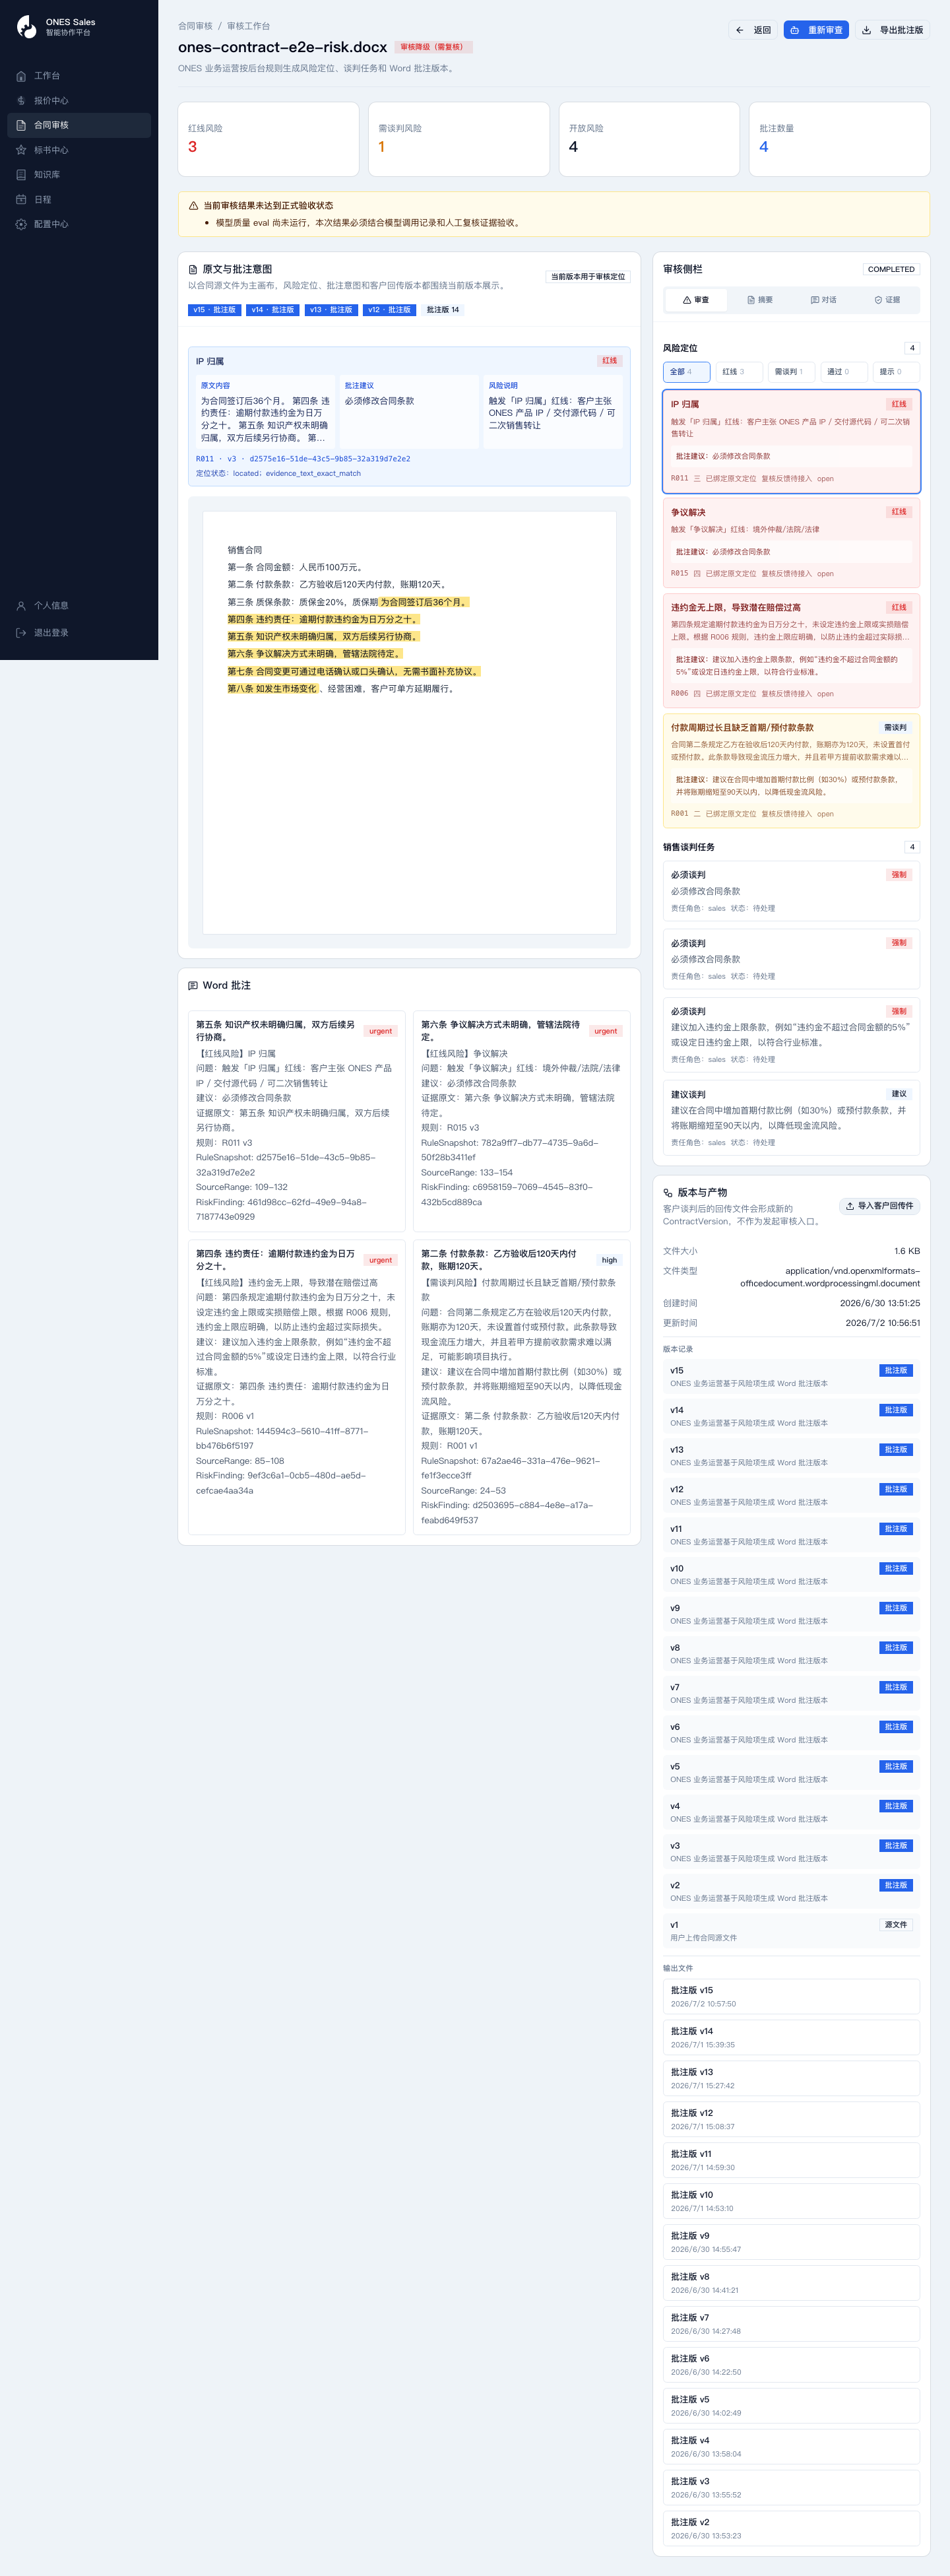 ONES Sales
智能协作平台
工作台
报价中心
合同审核
标书中心
知识库
日程
配置中心
个人信息
退出登录
合同审核 / 审核工作台
返回
重新审查
导出批注版
ones-contract-e2e-risk.docx
审核降级（需复核）
ONES 业务运营按后台规则生成风险定位、谈判任务和 Word 批注版本。
红线风险
3
需谈判风险
1
开放风险
4
批注数量
4
当前审核结果未达到正式验收状态
• 模型质量 eval 尚未运行，本次结果必须结合模型调用记录和人工复核证据验收。
原文与批注意图
以合同源文件为主画布，风险定位、批注意图和客户回传版本都围绕当前版本展示。
当前版本用于审核定位
v15 · 批注版
v14 · 批注版
v13 · 批注版
v12 · 批注版
批注版 14
IP 归属
红线
原文内容
为合同签订后36个月。 第四条 违
约责任：逾期付款违约金为日万
分之十。 第五条 知识产权未明确
归属，双方后续另行协商。 第...
批注建议
必须修改合同条款
风险说明
触发「IP 归属」红线：客户主张
ONES 产品 IP / 交付源代码 / 可
二次销售转让
R011 · v3 · d2575e16-51de-43c5-9b85-32a319d7e2e2
定位状态：located；evidence_text_exact_match
销售合同
第一条 合同金额：人民币100万元。
第二条 付款条款：乙方验收后120天内付款，账期120天。
第三条 质保条款：质保金20%，质保期 为合同签订后36个月。
第四条 违约责任：逾期付款违约金为日万分之十。
第五条 知识产权未明确归属，双方后续另行协商。
第六条 争议解决方式未明确，管辖法院待定。
第七条 合同变更可通过电话确认或口头确认，无需书面补充协议。
第八条 如发生市场变化 、经营困难，客户可单方延期履行。
Word 批注
第五条 知识产权未明确归属，双方后续另
行协商。
urgent
【红线风险】IP 归属
问题：触发「IP 归属」红线：客户主张 ONES 产品
IP / 交付源代码 / 可二次销售转让
建议：必须修改合同条款
证据原文：第五条 知识产权未明确归属，双方后续
另行协商。
规则：R011 v3
RuleSnapshot: d2575e16-51de-43c5-9b85-
32a319d7e2e2
SourceRange: 109-132
RiskFinding: 461d98cc-62fd-49e9-94a8-
7187743e0929
第六条 争议解决方式未明确，管辖法院待
定。
urgent
【红线风险】争议解决
问题：触发「争议解决」红线：境外仲裁/法院/法律
建议：必须修改合同条款
证据原文：第六条 争议解决方式未明确，管辖法院
待定。
规则：R015 v3
RuleSnapshot: 782a9ff7-db77-4735-9a6d-
50f28b3411ef
SourceRange: 133-154
RiskFinding: c6958159-7069-4545-83f0-
432b5cd889ca
第四条 违约责任：逾期付款违约金为日万
分之十。
urgent
【红线风险】违约金无上限，导致潜在赔偿过高
问题：第四条规定逾期付款违约金为日万分之十，未
设定违约金上限或实损赔偿上限。根据 R006 规则，
违约金上限应明确，以防止违约金超过实际损失。
建议：建议加入违约金上限条款，例如“违约金不超
过合同金额的5%”或设定日违约金上限，以符合行业
标准。
证据原文：第四条 违约责任：逾期付款违约金为日
万分之十。
规则：R006 v1
RuleSnapshot: 144594c3-5610-41ff-8771-
bb476b6f5197
SourceRange: 85-108
RiskFinding: 9ef3c6a1-0cb5-480d-ae5d-
cefcae4aa34a
第二条 付款条款：乙方验收后120天内付
款，账期120天。
high
【需谈判风险】付款周期过长且缺乏首期/预付款条
款
问题：合同第二条规定乙方在验收后120天内付款，
账期亦为120天，未设置首付或预付款。此条款导致
现金流压力增大，并且若甲方提前收款需求难以满
足，可能影响项目执行。
建议：建议在合同中增加首期付款比例（如30%）或
预付款条款，并将账期缩短至90天以内，以降低现金
流风险。
证据原文：第二条 付款条款：乙方验收后120天内付
款，账期120天。
规则：R001 v1
RuleSnapshot: 67a2ae46-331a-476e-9621-
fe1f3ecce3ff
SourceRange: 24-53
RiskFinding: d2503695-c884-4e8e-a17a-
feabd649f537
审核侧栏
COMPLETED
审查
摘要
对话
证据
风险定位
4
全部 4
红线 3
需谈判 1
通过 0
提示 0
IP 归属
红线
触发「IP 归属」红线：客户主张 ONES 产品 IP / 交付源代码 / 可二次销
售转让
批注建议：必须修改合同条款
R011 三 已绑定原文定位 复核反馈待接入 open
争议解决
红线
触发「争议解决」红线：境外仲裁/法院/法律
批注建议：必须修改合同条款
R015 四 已绑定原文定位 复核反馈待接入 open
违约金无上限，导致潜在赔偿过高
红线
第四条规定逾期付款违约金为日万分之十，未设定违约金上限或实损赔偿
上限。根据 R006 规则，违约金上限应明确，以防止违约金超过实际损...
批注建议：建议加入违约金上限条款，例如“违约金不超过合同金额的
5%”或设定日违约金上限，以符合行业标准。
R006 四 已绑定原文定位 复核反馈待接入 open
付款周期过长且缺乏首期/预付款条款
需谈判
合同第二条规定乙方在验收后120天内付款，账期亦为120天，未设置首付
或预付款。此条款导致现金流压力增大，并且若甲方提前收款需求难以...
批注建议：建议在合同中增加首期付款比例（如30%）或预付款条款，
并将账期缩短至90天以内，以降低现金流风险。
R001 二 已绑定原文定位 复核反馈待接入 open
销售谈判任务
4
必须谈判
强制
必须修改合同条款
责任角色：sales 状态：待处理
必须谈判
强制
必须修改合同条款
责任角色：sales 状态：待处理
必须谈判
强制
建议加入违约金上限条款，例如“违约金不超过合同金额的5%”
或设定日违约金上限，以符合行业标准。
责任角色：sales 状态：待处理
建议谈判
建议
建议在合同中增加首期付款比例（如30%）或预付款条款，并
将账期缩短至90天以内，以降低现金流风险。
责任角色：sales 状态：待处理
版本与产物
客户谈判后的回传文件会形成新的
ContractVersion，不作为发起审核入口。
导入客户回传件
文件大小
1.6 KB
文件类型
application/vnd.openxmlformats-
officedocument.wordprocessingml.document
创建时间
2026/6/30 13:51:25
更新时间
2026/7/2 10:56:51
版本记录
v15
批注版
ONES 业务运营基于风险项生成 Word 批注版本
v14
批注版
ONES 业务运营基于风险项生成 Word 批注版本
v13
批注版
ONES 业务运营基于风险项生成 Word 批注版本
v12
批注版
ONES 业务运营基于风险项生成 Word 批注版本
v11
批注版
ONES 业务运营基于风险项生成 Word 批注版本
v10
批注版
ONES 业务运营基于风险项生成 Word 批注版本
v9
批注版
ONES 业务运营基于风险项生成 Word 批注版本
v8
批注版
ONES 业务运营基于风险项生成 Word 批注版本
v7
批注版
ONES 业务运营基于风险项生成 Word 批注版本
v6
批注版
ONES 业务运营基于风险项生成 Word 批注版本
v5
批注版
ONES 业务运营基于风险项生成 Word 批注版本
v4
批注版
ONES 业务运营基于风险项生成 Word 批注版本
v3
批注版
ONES 业务运营基于风险项生成 Word 批注版本
v2
批注版
ONES 业务运营基于风险项生成 Word 批注版本
v1
源文件
用户上传合同源文件
输出文件
批注版 v15
2026/7/2 10:57:50
批注版 v14
2026/7/1 15:39:35
批注版 v13
2026/7/1 15:27:42
批注版 v12
2026/7/1 15:08:37
批注版 v11
2026/7/1 14:59:30
批注版 v10
2026/7/1 14:53:10
批注版 v9
2026/6/30 14:55:47
批注版 v8
2026/6/30 14:41:21
批注版 v7
2026/6/30 14:27:48
批注版 v6
2026/6/30 14:22:50
批注版 v5
2026/6/30 14:02:49
批注版 v4
2026/6/30 13:58:04
批注版 v3
2026/6/30 13:55:52
批注版 v2
2026/6/30 13:53:23